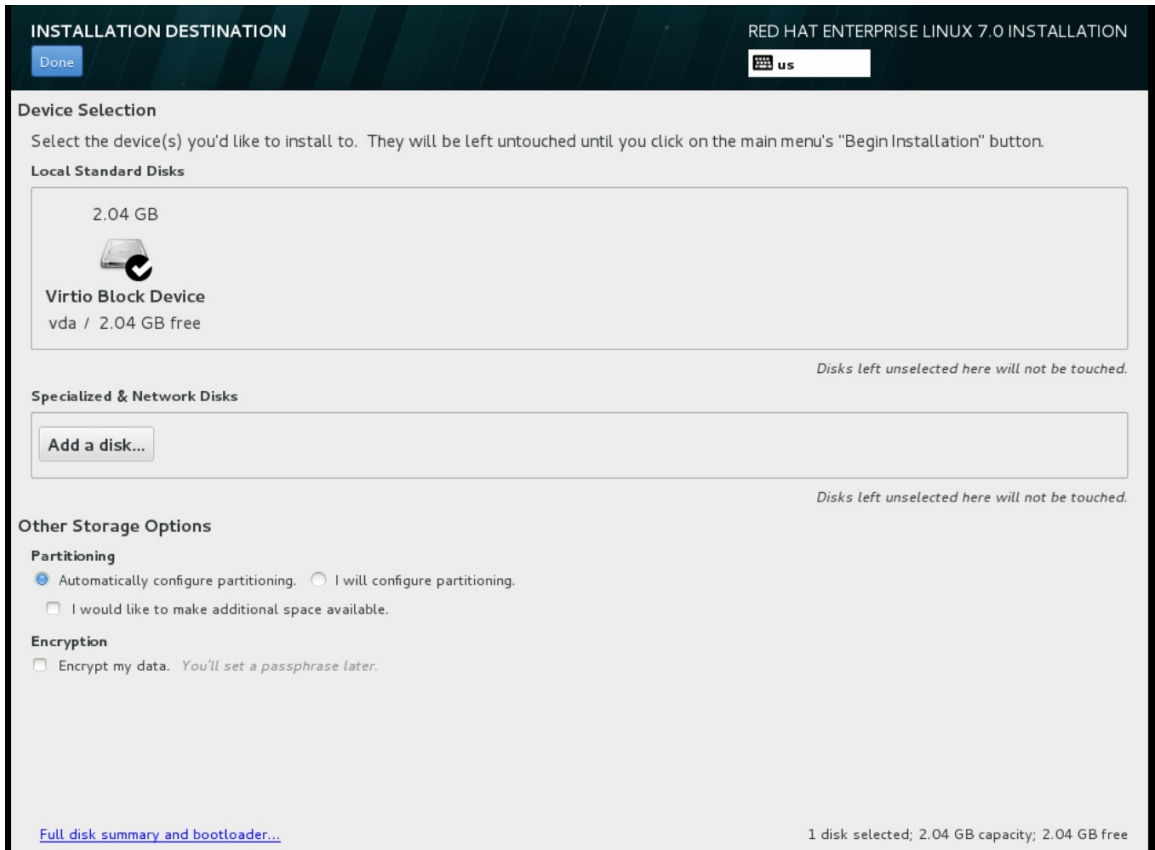 INSTALLATION DESTINATION
RED HAT ENTERPRISE LINUX 7.0 INSTALLATION
Done
us
Device Selection
Select the device(s) you'd like to install to. They will be left untouched until you click on the main menu's "Begin Installation" button.
Local Standard Disks
2.04 GB
Virtio Block Device
vda / 2.04 GB free
Disks left unselected here will not be touched.
Specialized & Network Disks
Add a disk...
Disks left unselected here will not be touched.
Other Storage Options
Partitioning
Automatically configure partitioning. I will configure partitioning.
I would like to make additional space available.
Encryption
Encrypt my data. You'll set a passphrase later.
Full disk summary and bootloader...
1 disk selected; 2.04 GB capacity; 2.04 GB free